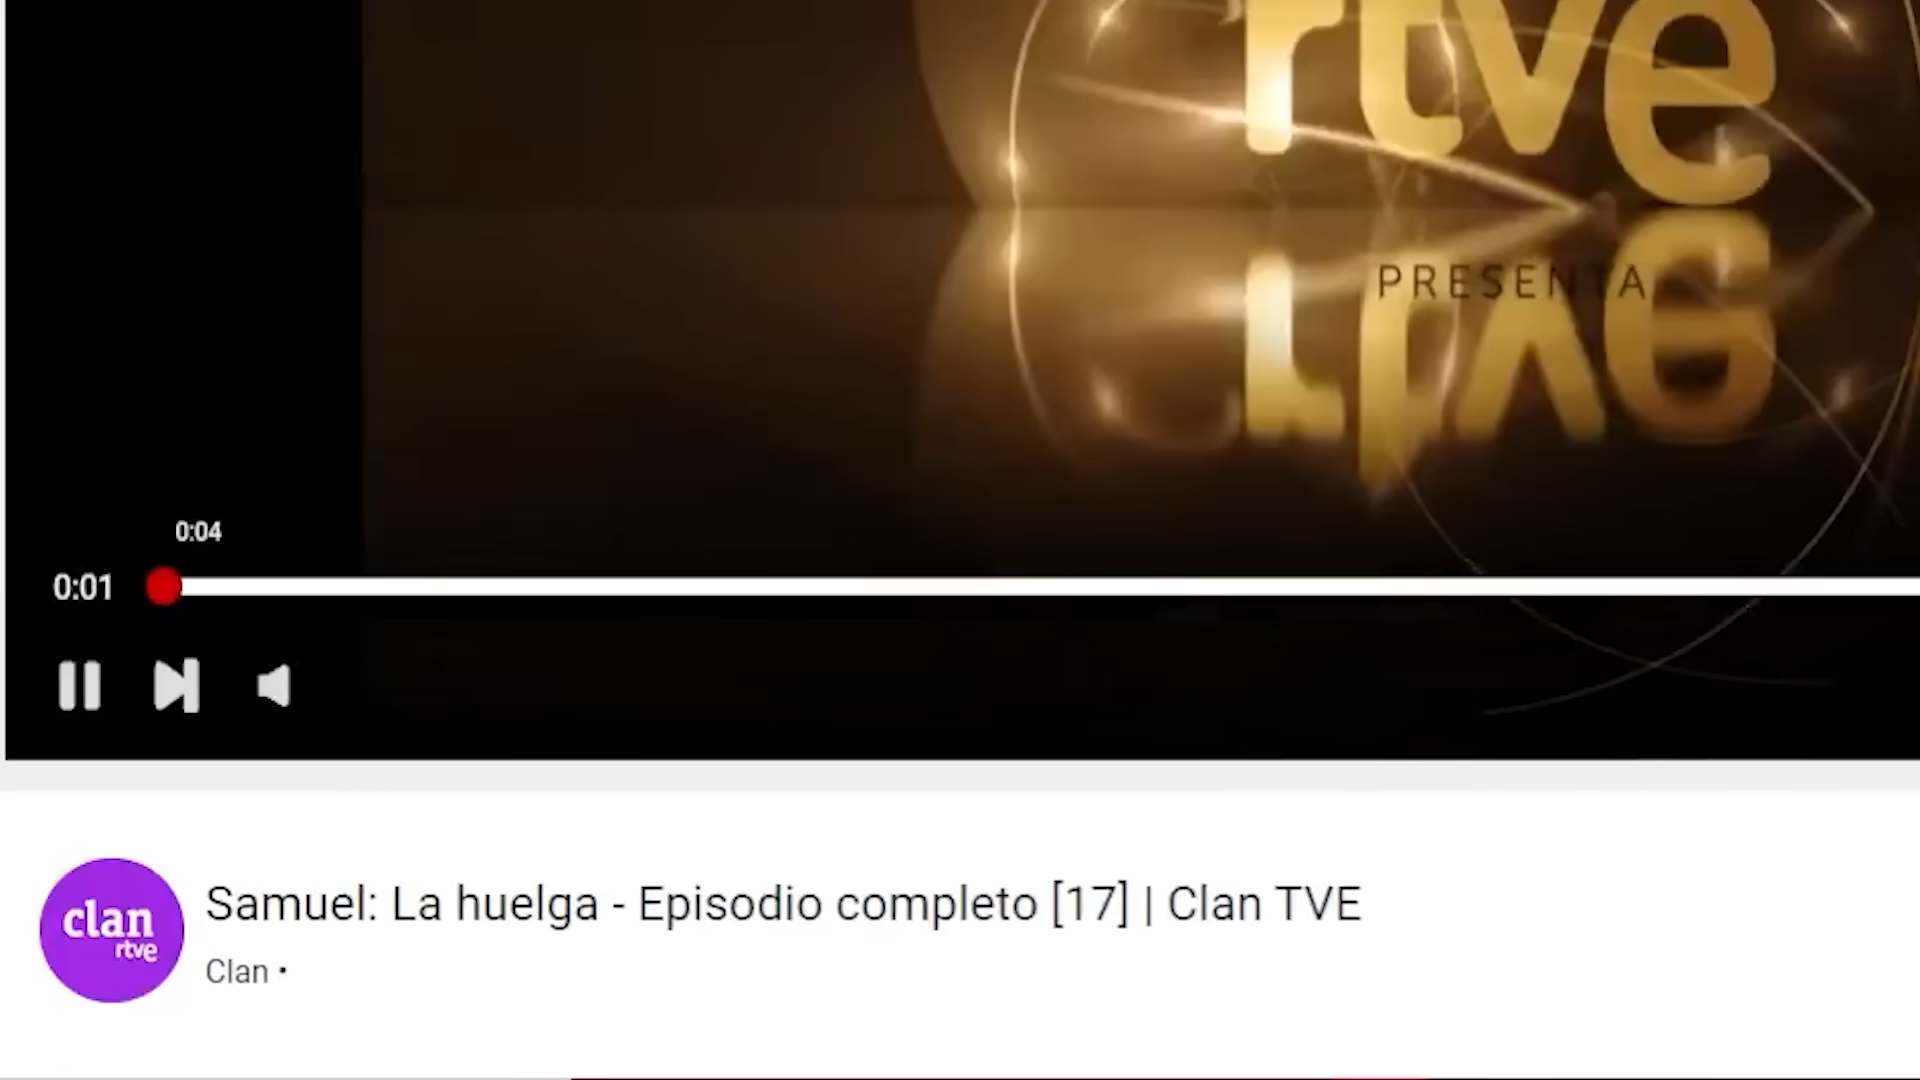 rtve
PRESENTA
0:04
0:01
clan
rtve
Samuel: La huelga - Episodio completo [17] | Clan TVE
Clan •